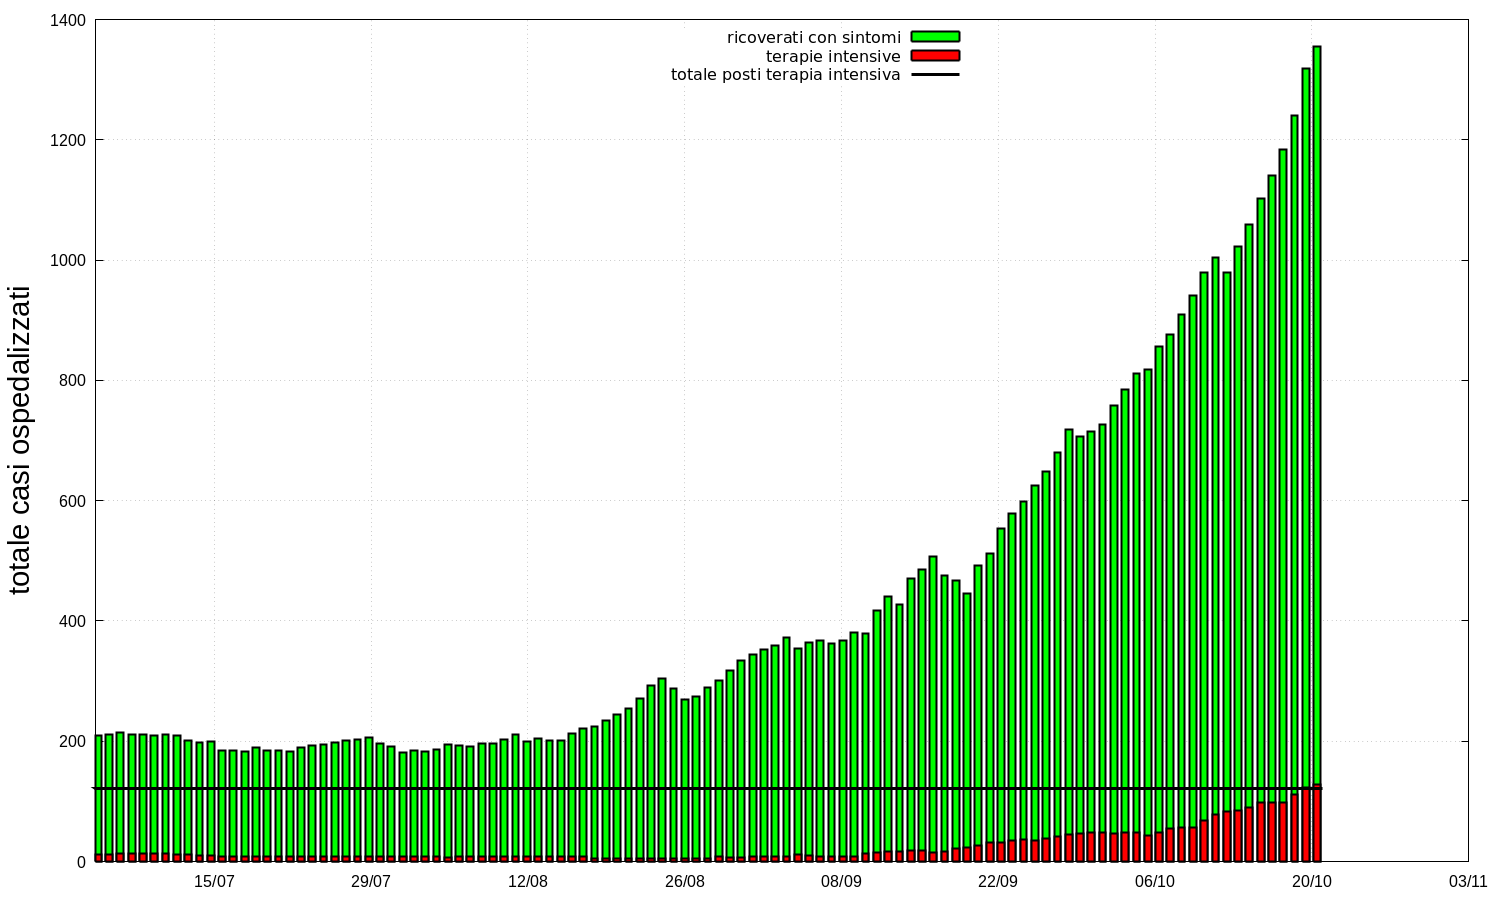 ricoverati con sintomi
terapie intensive
totale posti terapia intensiva
totale casi ospedalizzati
1400
1200
1000
800
600
400
200
0
15/07 29/07 12/08 26/08 08/09 22/09 06/10 20/10 03/11